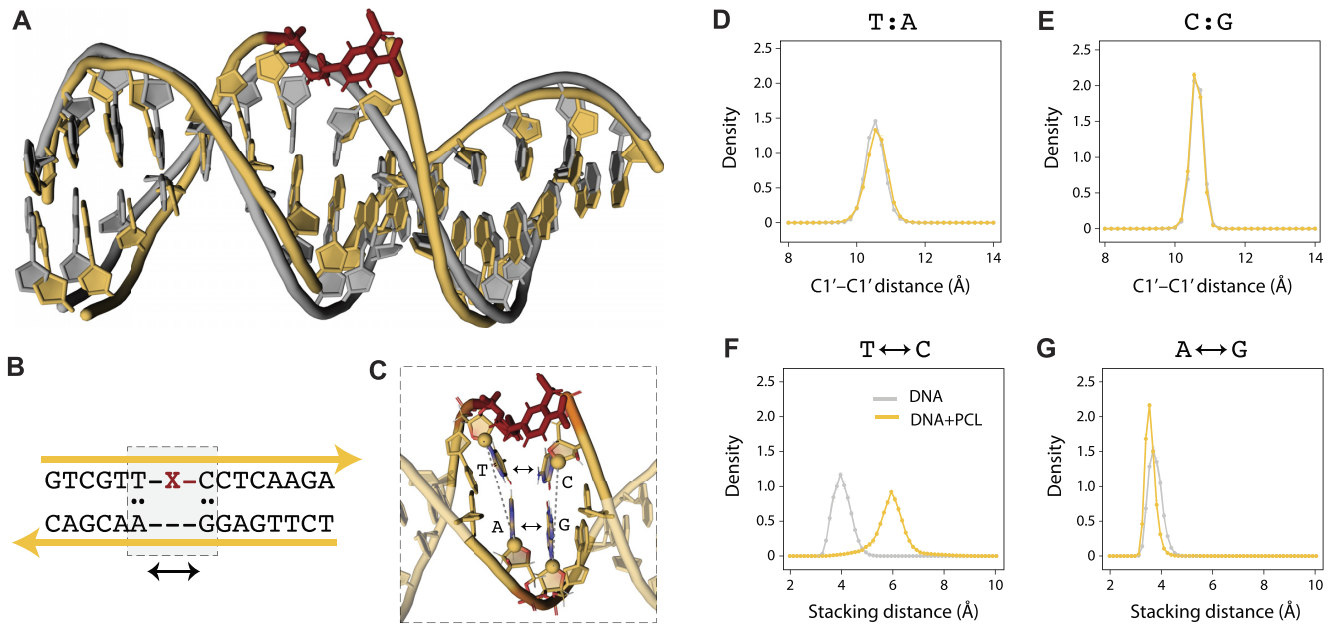 A
B
GTCGTT–X–CCTCAAGA
CAGCAA---GGAGTTCT
C
T
C
A
G
D
T:A
Density
2.5
2.0
1.5
1.0
0.5
0
8
10
12
14
C1′–C1′ distance (Å)
E
C:G
Density
2.5
2.0
1.5
1.0
0.5
0
8
10
12
14
C1′–C1′ distance (Å)
F
T↔C
DNA
DNA+PCL
Density
2.5
2.0
1.5
1.0
0.5
0
2
4
6
8
10
Stacking distance (Å)
G
A↔G
Density
2.5
2.0
1.5
1.0
0.5
0
2
4
6
8
10
Stacking distance (Å)